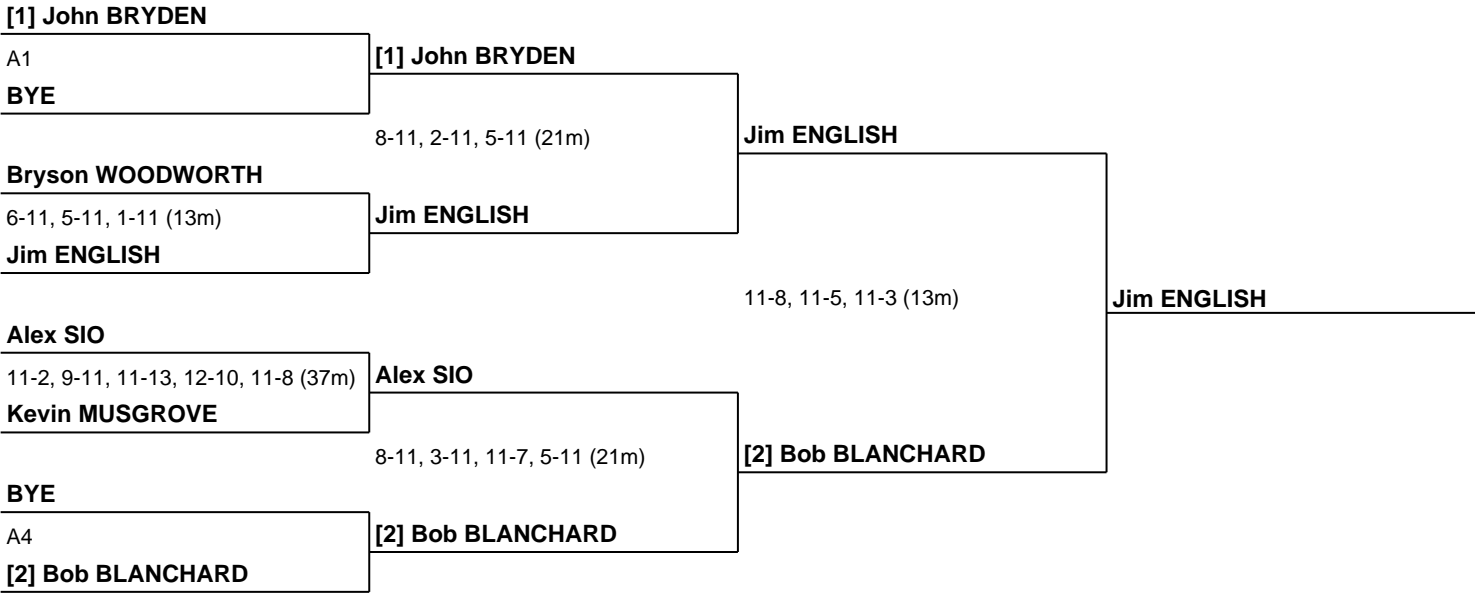 [1] John BRYDEN
A1
BYE
[1] John BRYDEN
8-11, 2-11, 5-11 (21m)
Jim ENGLISH
Bryson WOODWORTH
6-11, 5-11, 1-11 (13m)
Jim ENGLISH
Jim ENGLISH
11-8, 11-5, 11-3 (13m)
Jim ENGLISH
Alex SIO
11-2, 9-11, 11-13, 12-10, 11-8 (37m)
Kevin MUSGROVE
Alex SIO
8-11, 3-11, 11-7, 5-11 (21m)
[2] Bob BLANCHARD
BYE
A4
[2] Bob BLANCHARD
[2] Bob BLANCHARD